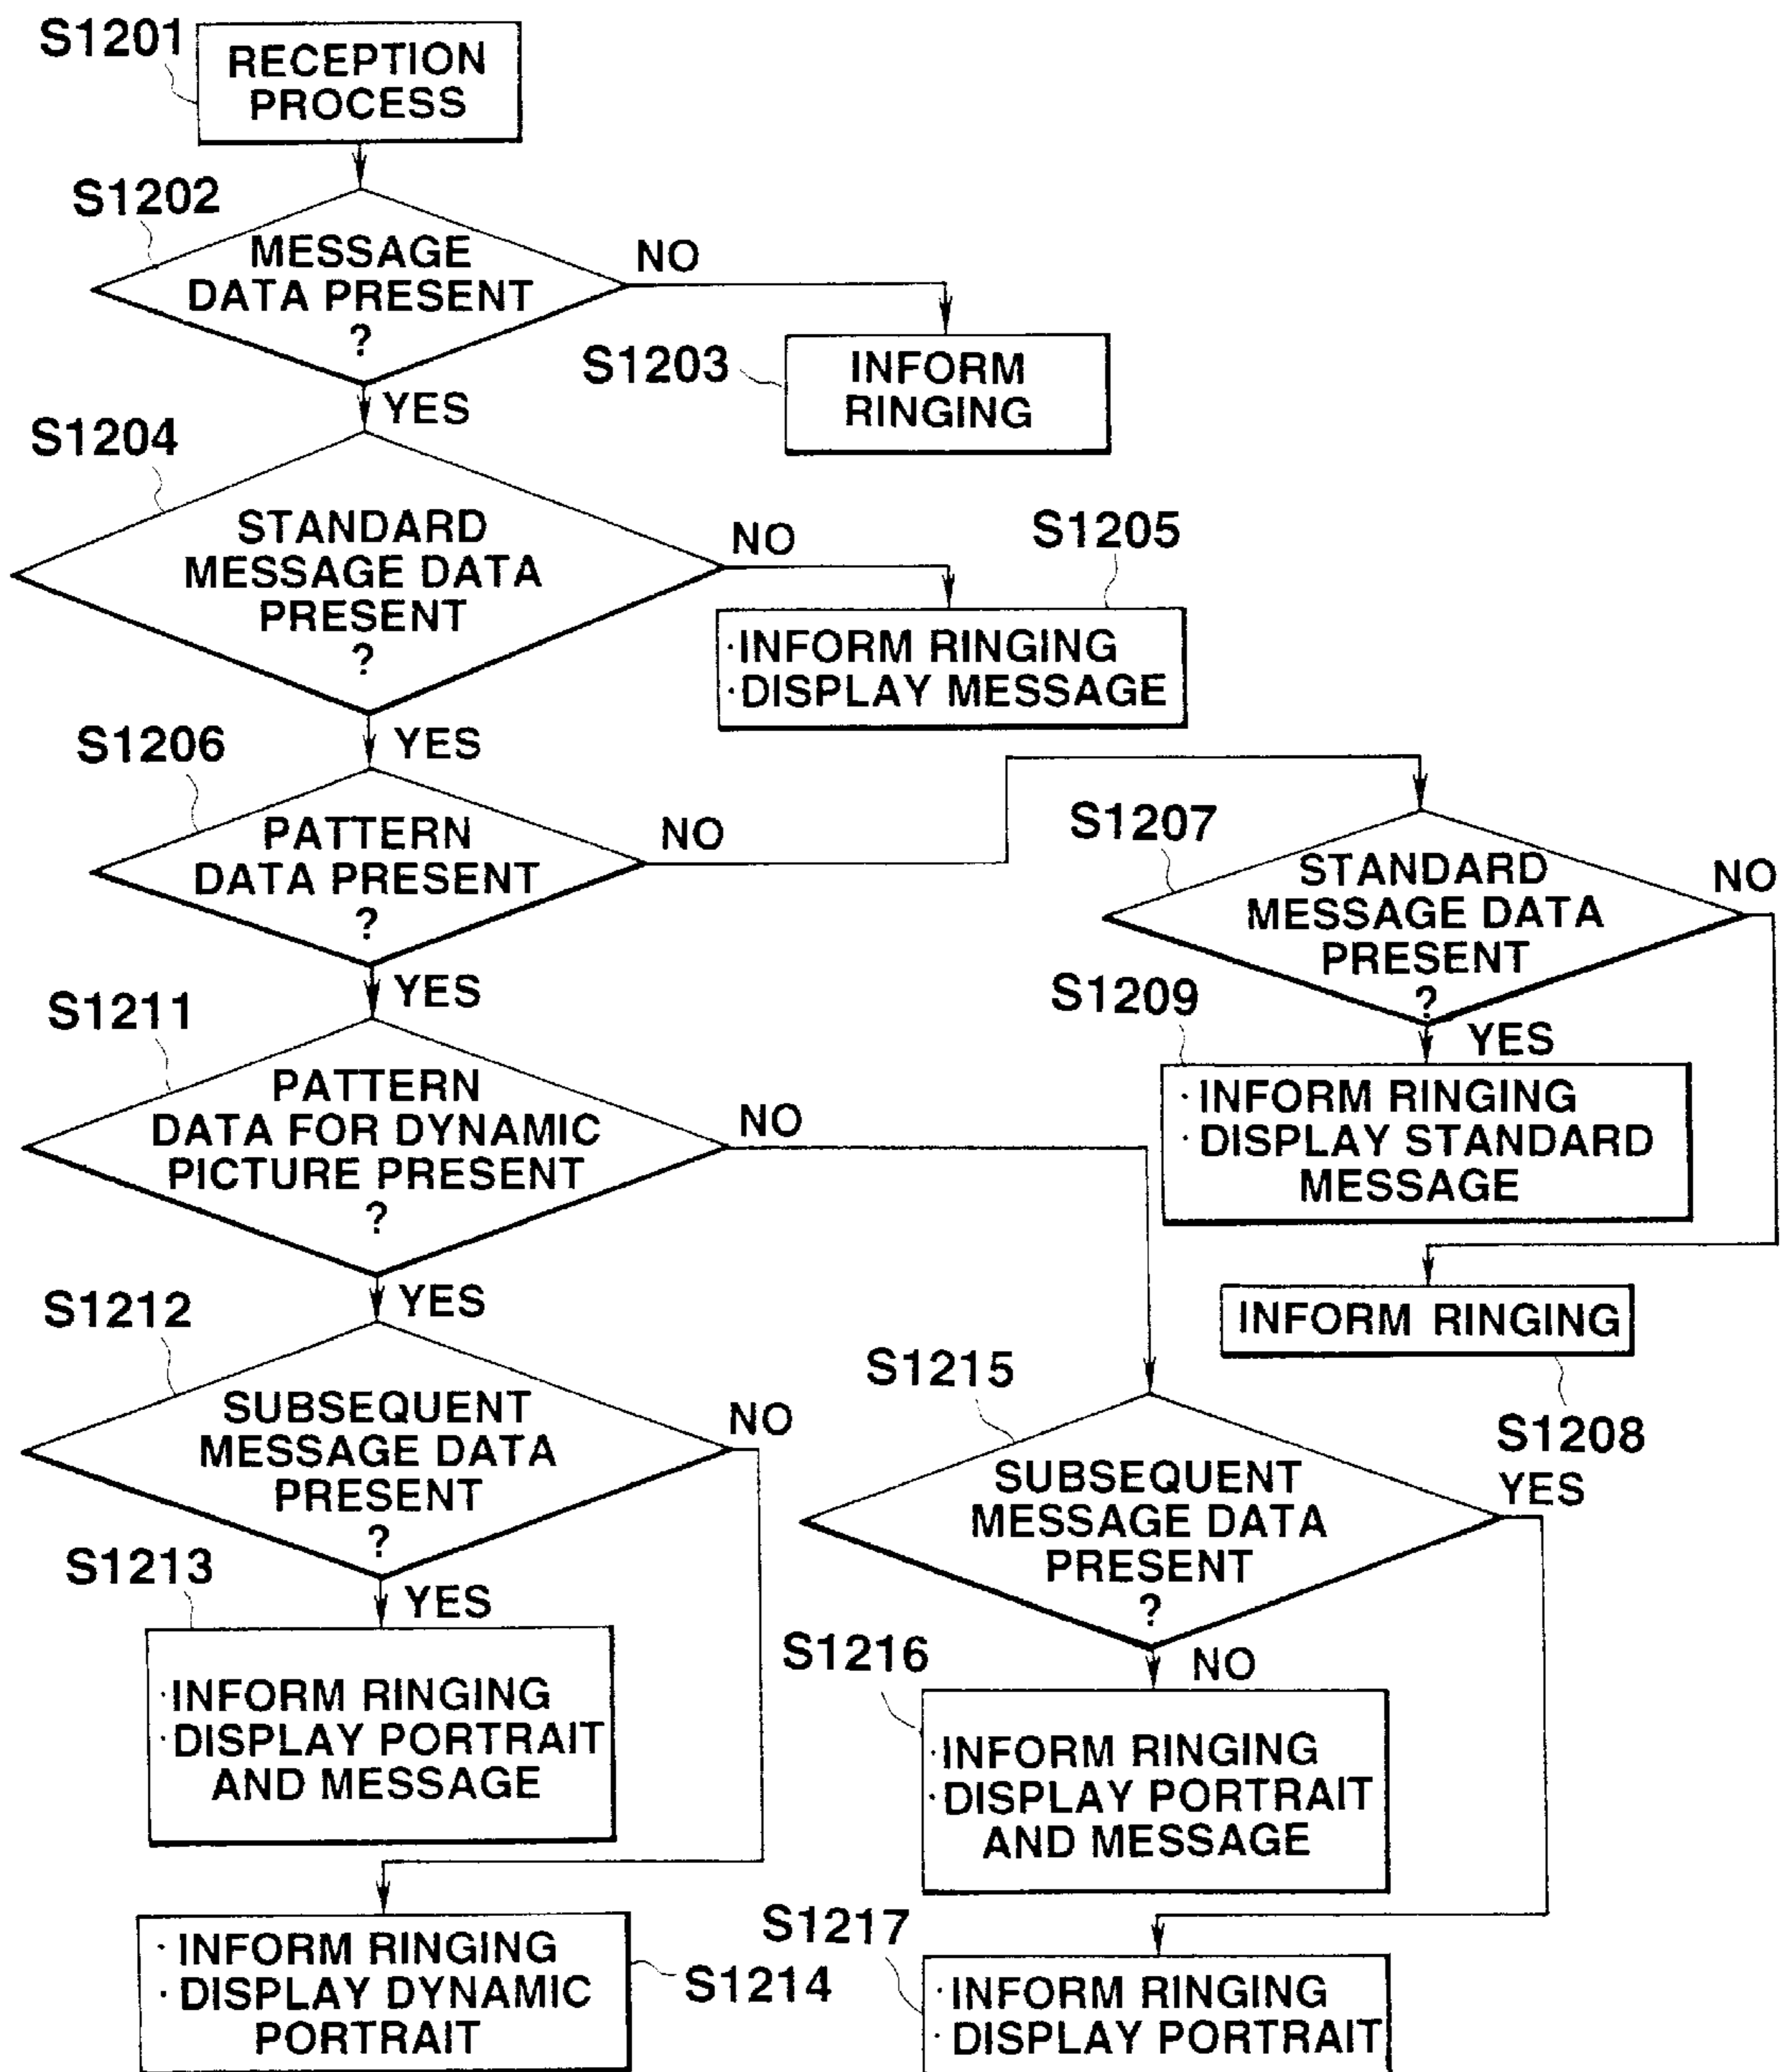 S1201
RECEPTION
PROCESS
S1202
MESSAGE
DATA PRESENT
?
NO
YES
S1203
INFORM
RINGING
S1204
STANDARD
MESSAGE DATA
PRESENT
?
NO
YES
S1205
·INFORM RINGING
·DISPLAY MESSAGE
S1206
PATTERN
DATA PRESENT
?
NO
YES
S1207
STANDARD
MESSAGE DATA
PRESENT
?
NO
YES
S1209
·INFORM RINGING
·DISPLAY STANDARD
MESSAGE
INFORM RINGING
S1208
S1211
PATTERN
DATA FOR DYNAMIC
PICTURE PRESENT
?
NO
YES
S1212
SUBSEQUENT
MESSAGE DATA
PRESENT
?
NO
YES
S1213
·INFORM RINGING
·DISPLAY PORTRAIT
AND MESSAGE
·INFORM RINGING
·DISPLAY DYNAMIC
PORTRAIT
S1214
S1215
SUBSEQUENT
MESSAGE DATA
PRESENT
?
YES
NO
S1216
·INFORM RINGING
·DISPLAY PORTRAIT
AND MESSAGE
S1217
·INFORM RINGING
·DISPLAY PORTRAIT